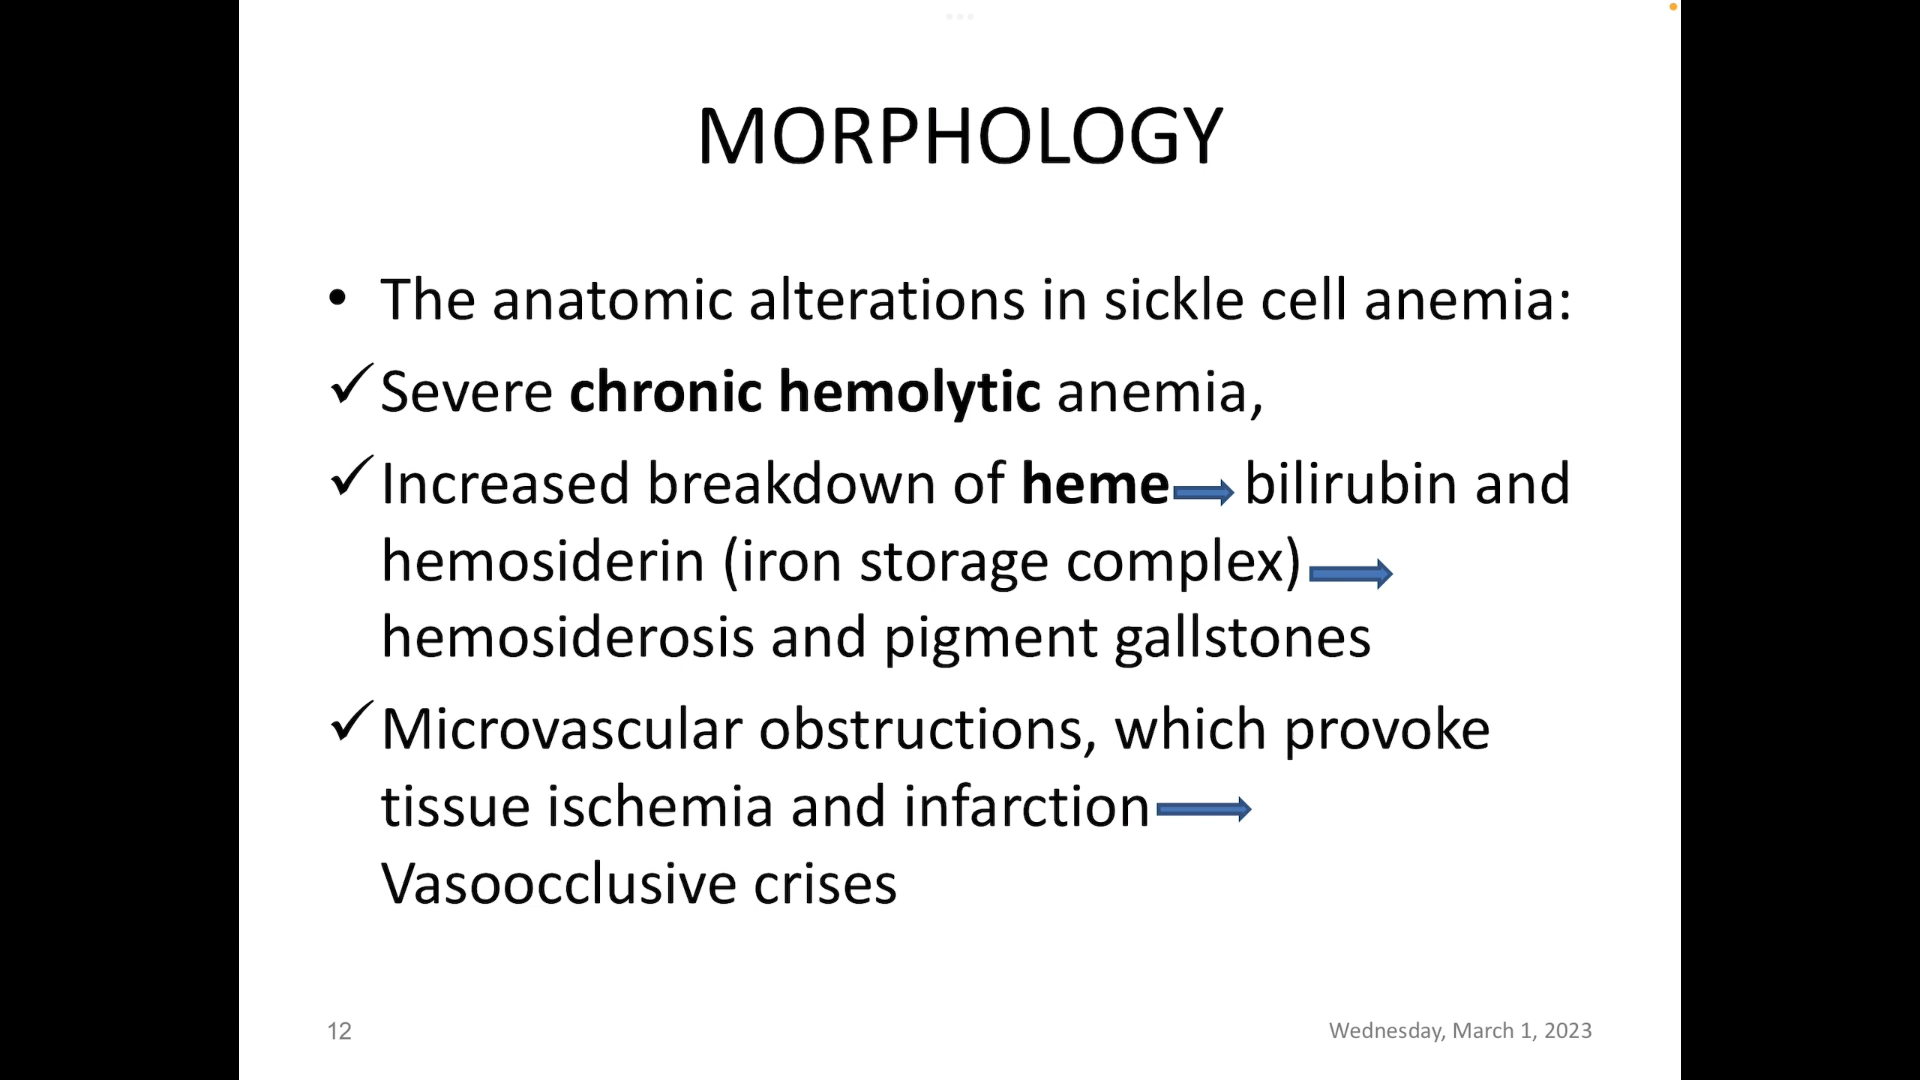 MORPHOLOGY
• The anatomic alterations in sickle cell anemia:
✓ Severe chronic hemolytic anemia,
✓ Increased breakdown of heme → bilirubin and
hemosiderin (iron storage complex) →
hemosiderosis and pigment gallstones
✓ Microvascular obstructions, which provoke
tissue ischemia and infarction →
Vasoocclusive crises
12
Wednesday, March 1, 2023